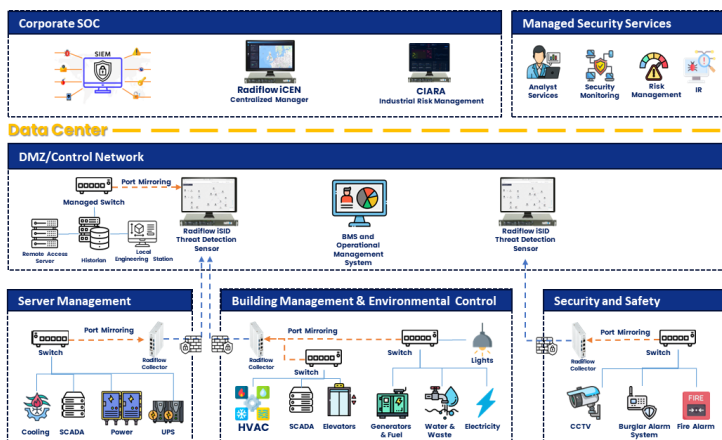 Corporate SOC
Managed Security Services
SIEM
Radiflow iCEN
Centralized Manager
CIARA
Industrial Risk Management
Analyst
Services
Security
Monitoring
Risk
Management
IR
Data Center
DMZ/Control Network
Port Mirroring
Managed Switch
Remote Access
Server
Historian
Local
Engineering Station
Radiflow iSID
Threat Detection
Sensor
BMS and
Operational
Management
System
Radiflow iSID
Threat Detection
Sensor
Server Management
Port Mirroring
Switch
Radiflow
Collector
Cooling
SCADA
Power
UPS
Building Management & Environmental Control
Radiflow
Collector
Port Mirroring
Switch
Switch
Lights
HVAC
SCADA
Elevators
Generators
& Fuel
Water &
Waste
Electricity
Security and Safety
Radiflow
Collector
Port Mirroring
Switch
CCTV
Burglar Alarm
System
FIRE
Fire Alarm